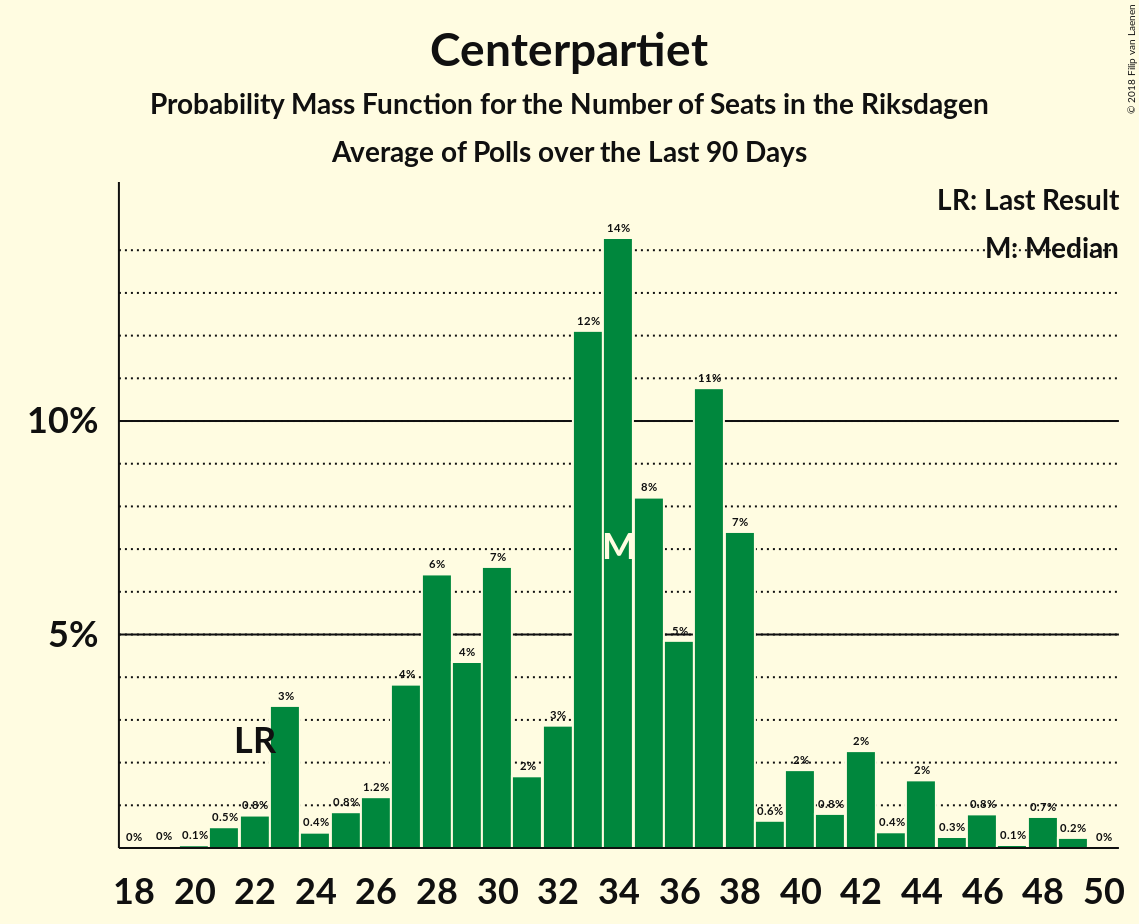 Centerpartiet
Probability Mass Function for the Number of Seats in the Riksdagen
Average of Polls over the Last 90 Days
© 2018 Filip van Laenen
LR: Last Result
M: Median
10%
5%
0% 0% 0.1% 0.5% 0.8% 3% 0.4% 0.8% 1.2% 4% 6% 4% 7% 2% 3% 12% 14% 8% 5% 11% 7% 0.6% 2% 0.8% 2% 0.4% 2% 0.3% 0.8% 0.1% 0.7% 0.2% 0%
LR
M
18 20 22 24 26 28 30 32 34 36 38 40 42 44 46 48 50